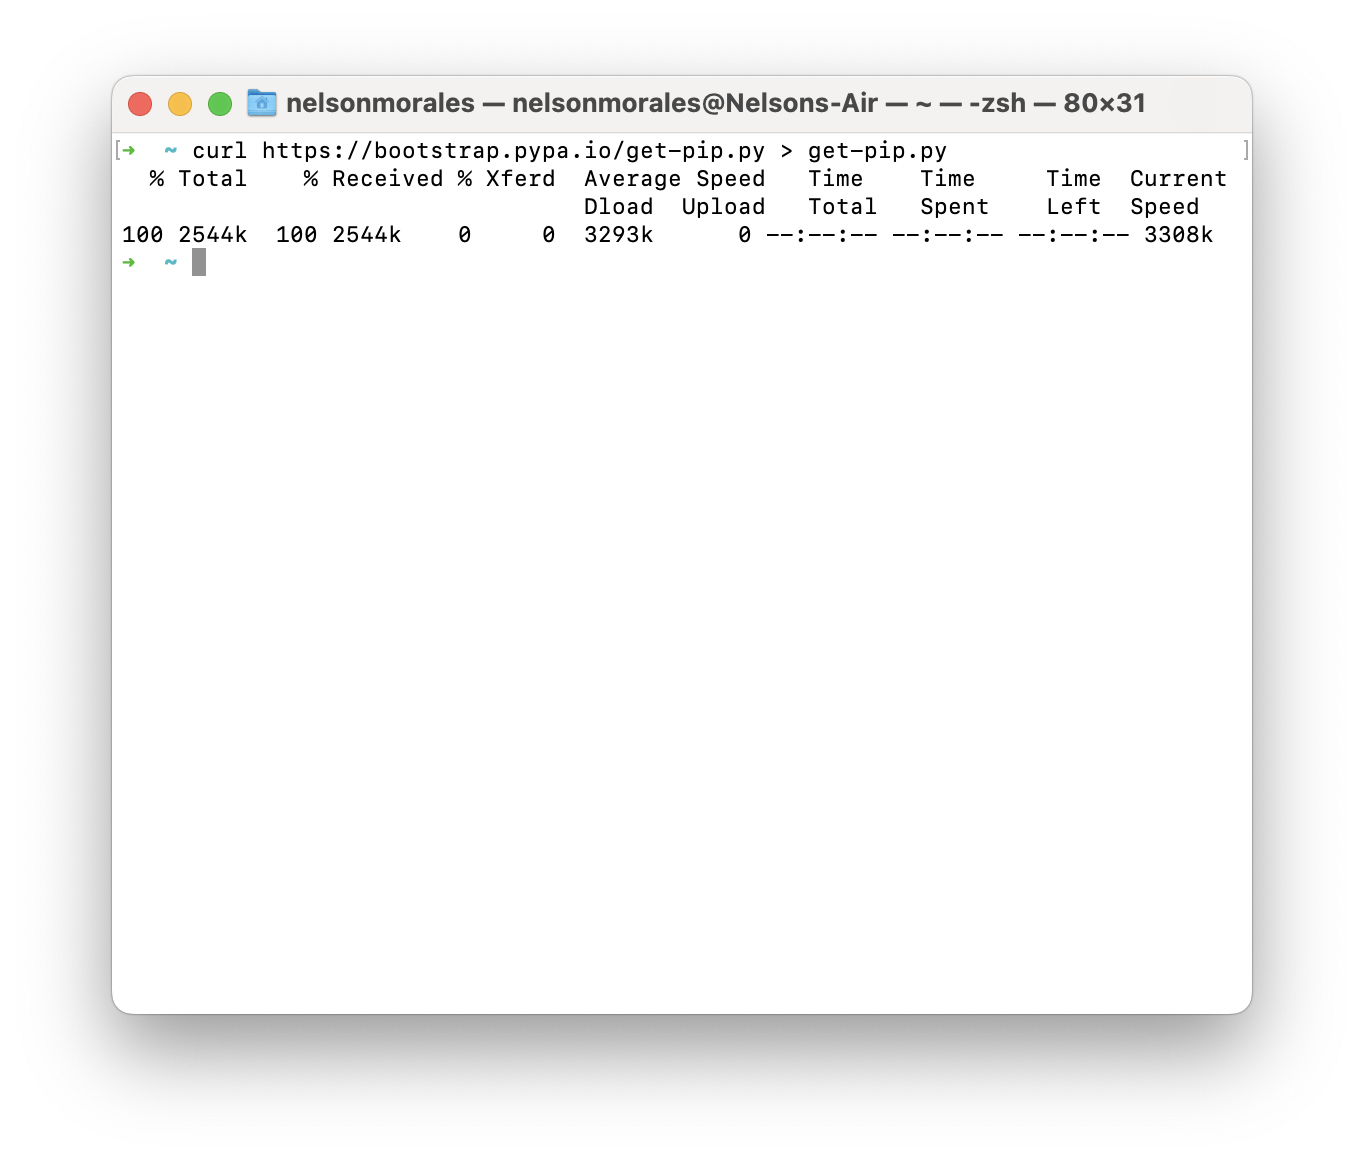 nelsonmorales — nelsonmorales@Nelsons-Air — ~ — -zsh — 80×31
[➜  ~ curl https://bootstrap.pypa.io/get-pip.py > get-pip.py ]
  % Total    % Received % Xferd  Average Speed   Time    Time     Time  Current
                                 Dload  Upload   Total   Spent    Left  Speed
100 2544k  100 2544k    0     0  3293k      0 --:--:-- --:--:-- --:--:-- 3308k
➜  ~